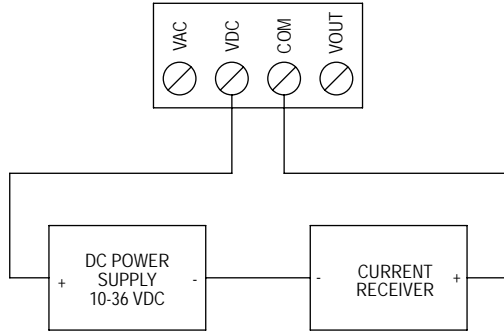 VAC
VDC
COM
VOUT
DC POWER
SUPPLY
10-36 VDC
+
-
CURRENT
RECEIVER
-
+